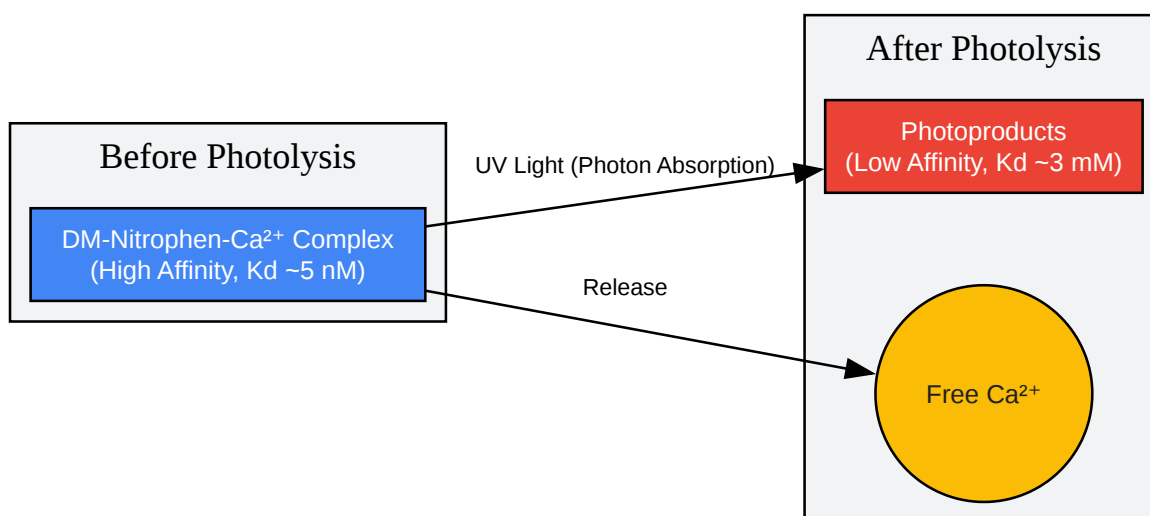 Before Photolysis
DM-Nitrophen-Ca²⁺ Complex
(High Affinity, Kd ~5 nM)
UV Light (Photon Absorption)
Release
After Photolysis
Photoproducts
(Low Affinity, Kd ~3 mM)
Free Ca²⁺